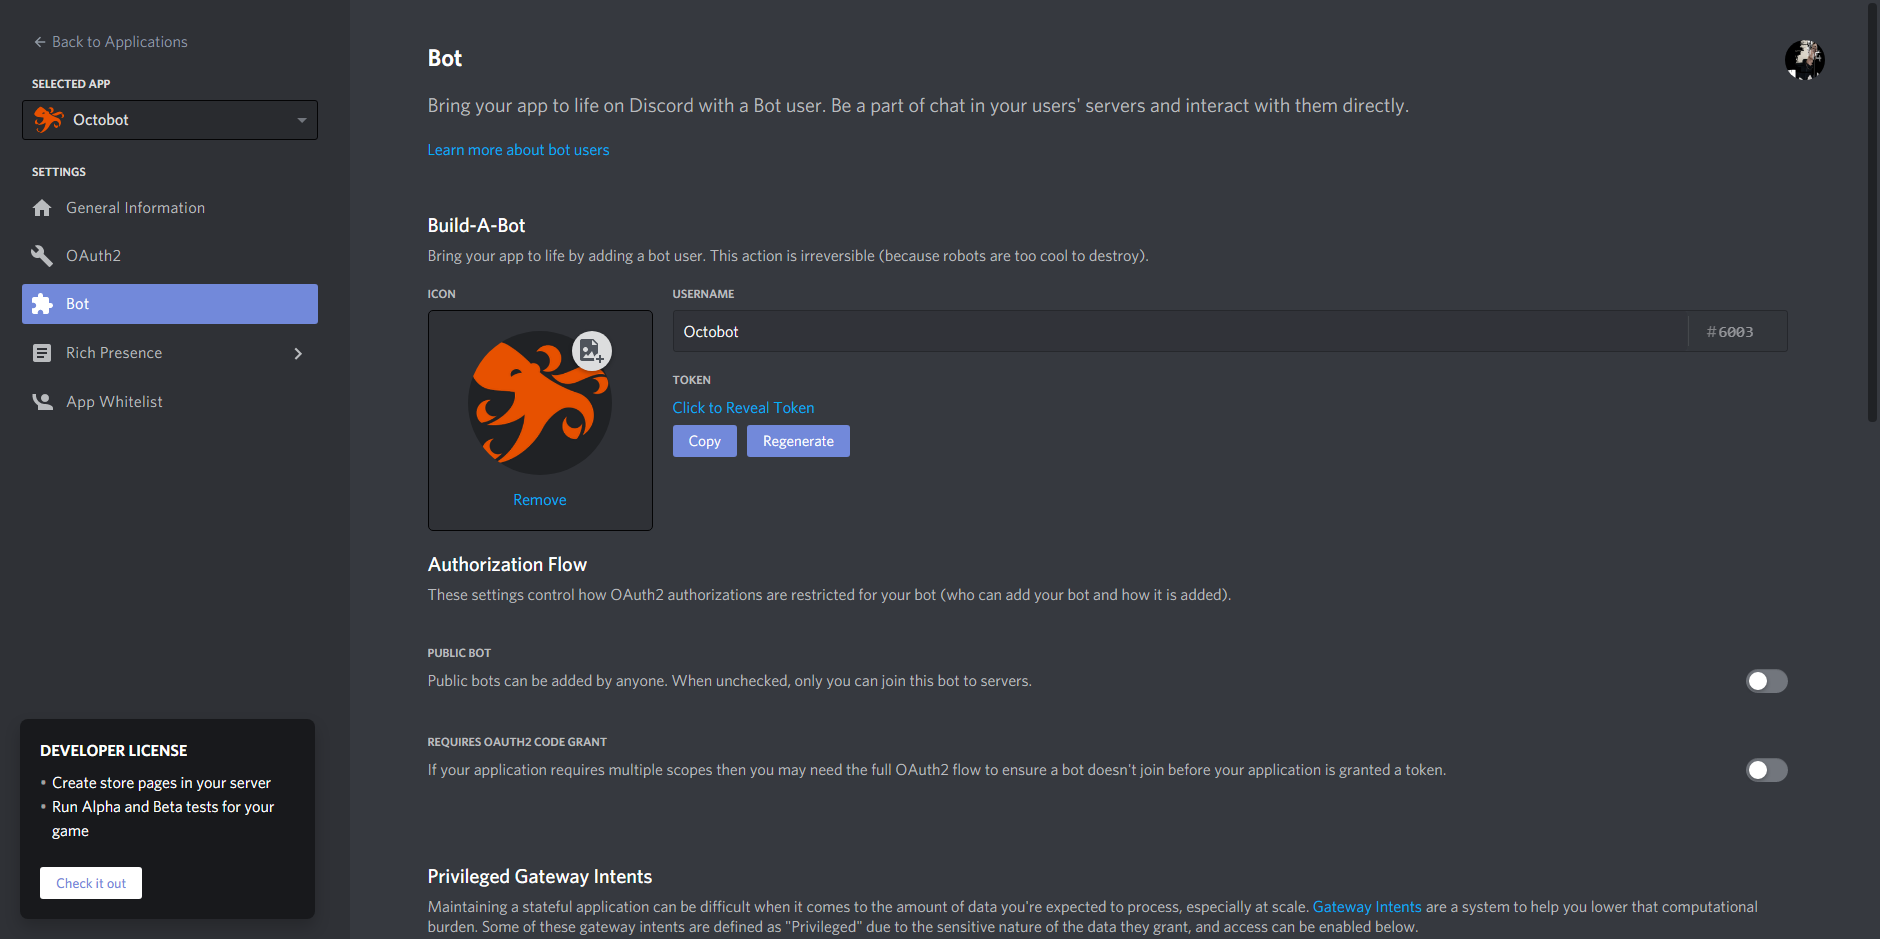 Back to Applications
SELECTED APP
Octobot
SETTINGS
General Information
OAuth2
Bot
Rich Presence
App Whitelist
DEVELOPER LICENSE
• Create store pages in your server
• Run Alpha and Beta tests for your
game
Check it out
Bot
Bring your app to life on Discord with a Bot user. Be a part of chat in your users' servers and interact with them directly.
Learn more about bot users
Build-A-Bot
Bring your app to life by adding a bot user. This action is irreversible (because robots are too cool to destroy).
ICON
Remove
USERNAME
Octobot
#6003
TOKEN
Click to Reveal Token
Copy
Regenerate
Authorization Flow
These settings control how OAuth2 authorizations are restricted for your bot (who can add your bot and how it is added).
PUBLIC BOT
Public bots can be added by anyone. When unchecked, only you can join this bot to servers.
REQUIRES OAUTH2 CODE GRANT
If your application requires multiple scopes then you may need the full OAuth2 flow to ensure a bot doesn't join before your application is granted a token.
Privileged Gateway Intents
Maintaining a stateful application can be difficult when it comes to the amount of data you're expected to process, especially at scale. Gateway Intents are a system to help you lower that computational
burden. Some of these gateway intents are defined as "Privileged" due to the sensitive nature of the data they grant, and access can be enabled below.